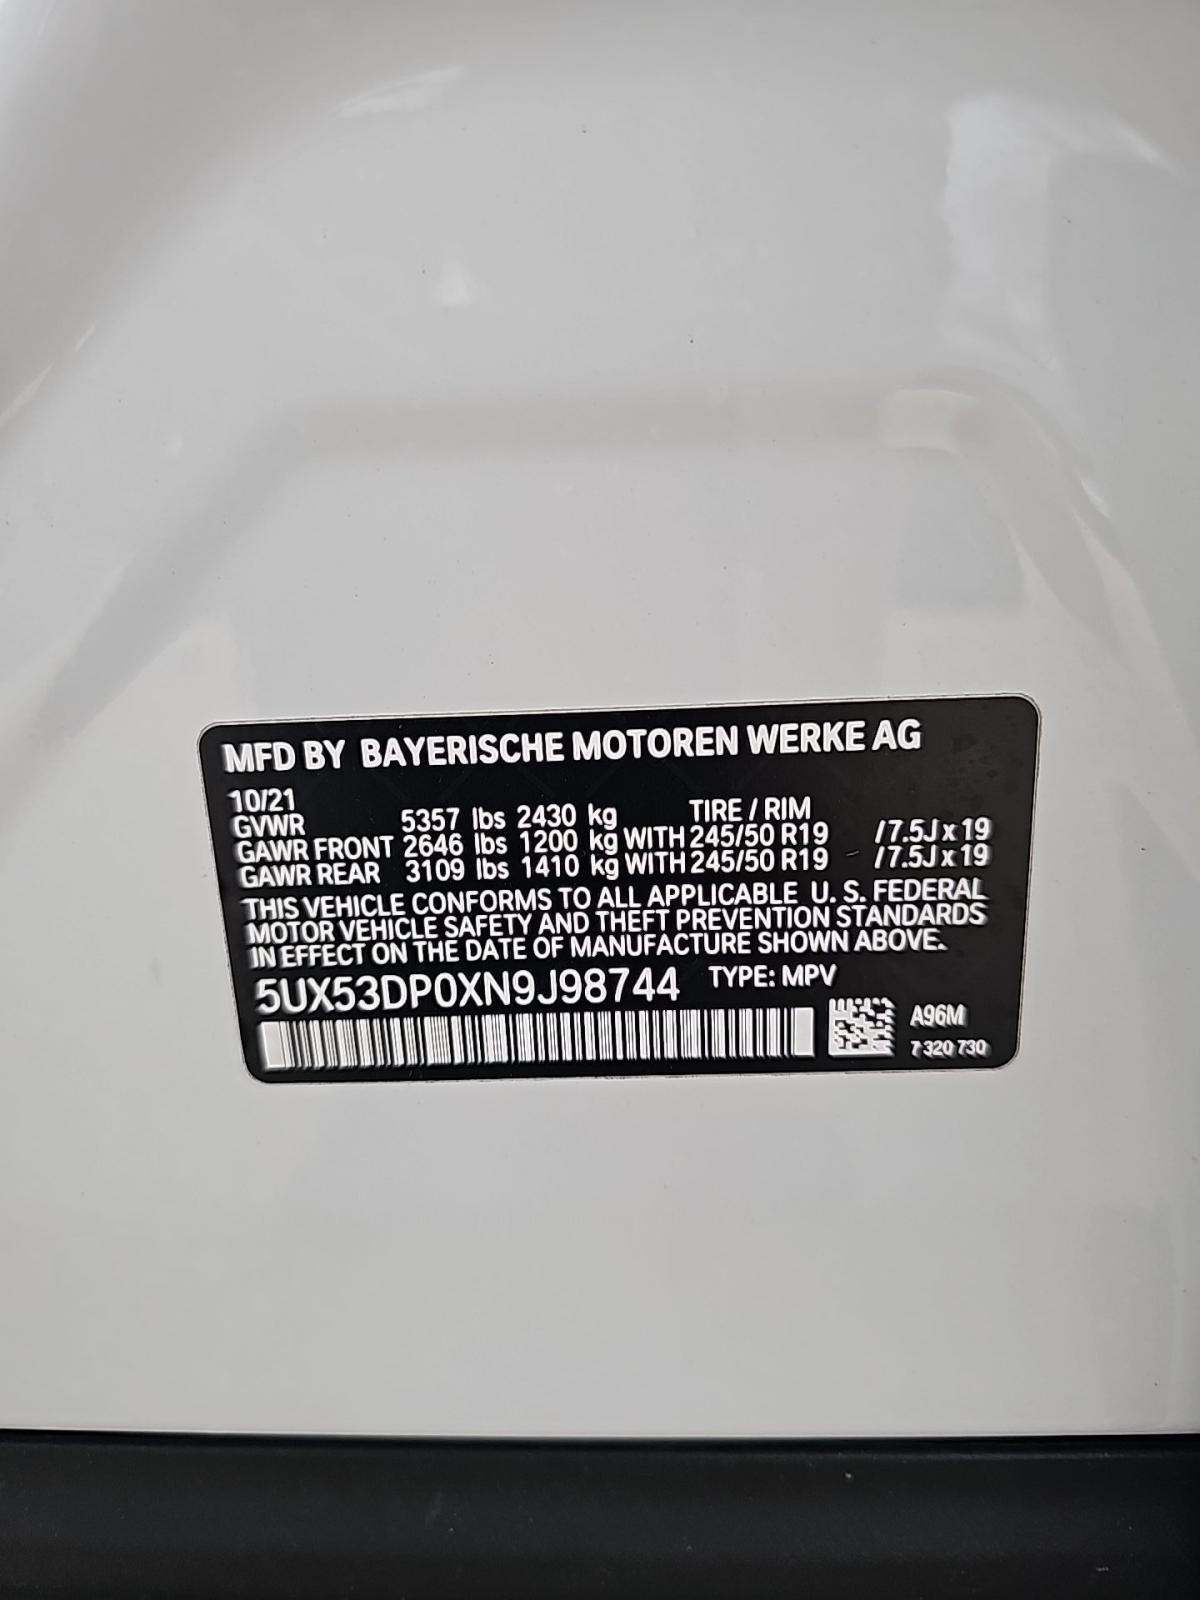 MFD BY BAYERISCHE MOTOREN WERKE AG
10/21 TIRE / RIM
GVWR 5357 lbs 2430 kg
GAWR FRONT 2646 lbs 1200 kg WITH 245/50 R19 / 7.5J x 19
GAWR REAR 3109 lbs 1410 kg WITH 245/50 R19 / 7.5J x 19
THIS VEHICLE CONFORMS TO ALL APPLICABLE U. S. FEDERAL
MOTOR VEHICLE SAFETY AND THEFT PREVENTION STANDARDS
IN EFFECT ON THE DATE OF MANUFACTURE SHOWN ABOVE.
5UX53DP0XN9J98744 TYPE: MPV
A96M
7 320 730